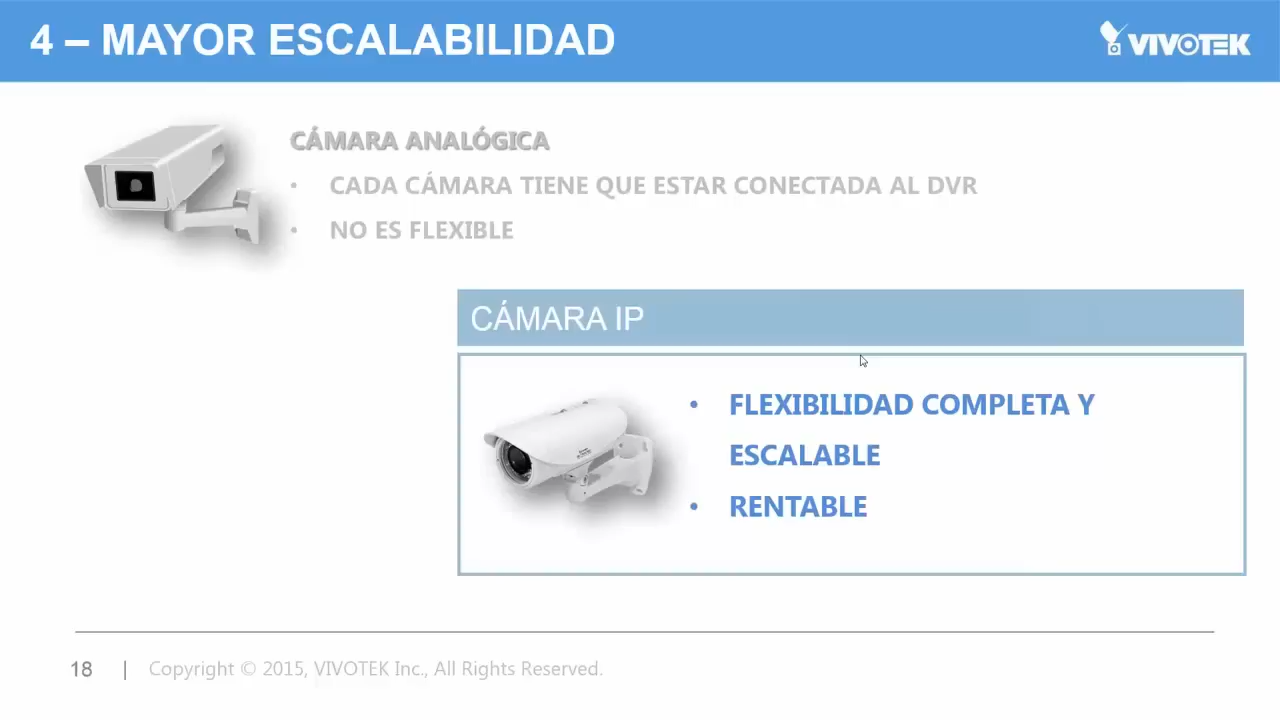 4 – MAYOR ESCALABILIDAD
VIVOTEK
CÁMARA ANALÓGICA
• CADA CÁMARA TIENE QUE ESTAR CONECTADA AL DVR
• NO ES FLEXIBLE
CÁMARA IP
• FLEXIBILIDAD COMPLETA Y
ESCALABLE
• RENTABLE
18 | Copyright © 2015, VIVOTEK Inc., All Rights Reserved.